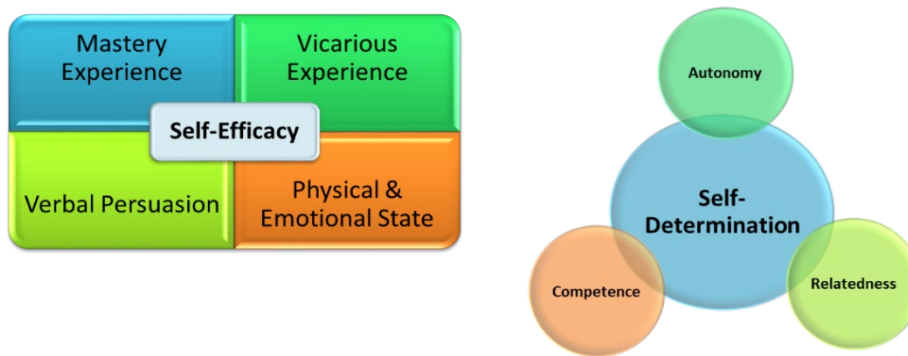 Mastery
Experience
Vicarious
Experience
Self-Efficacy
Verbal Persuasion
Physical &
Emotional State
Autonomy
Self-
Determination
Competence
Relatedness